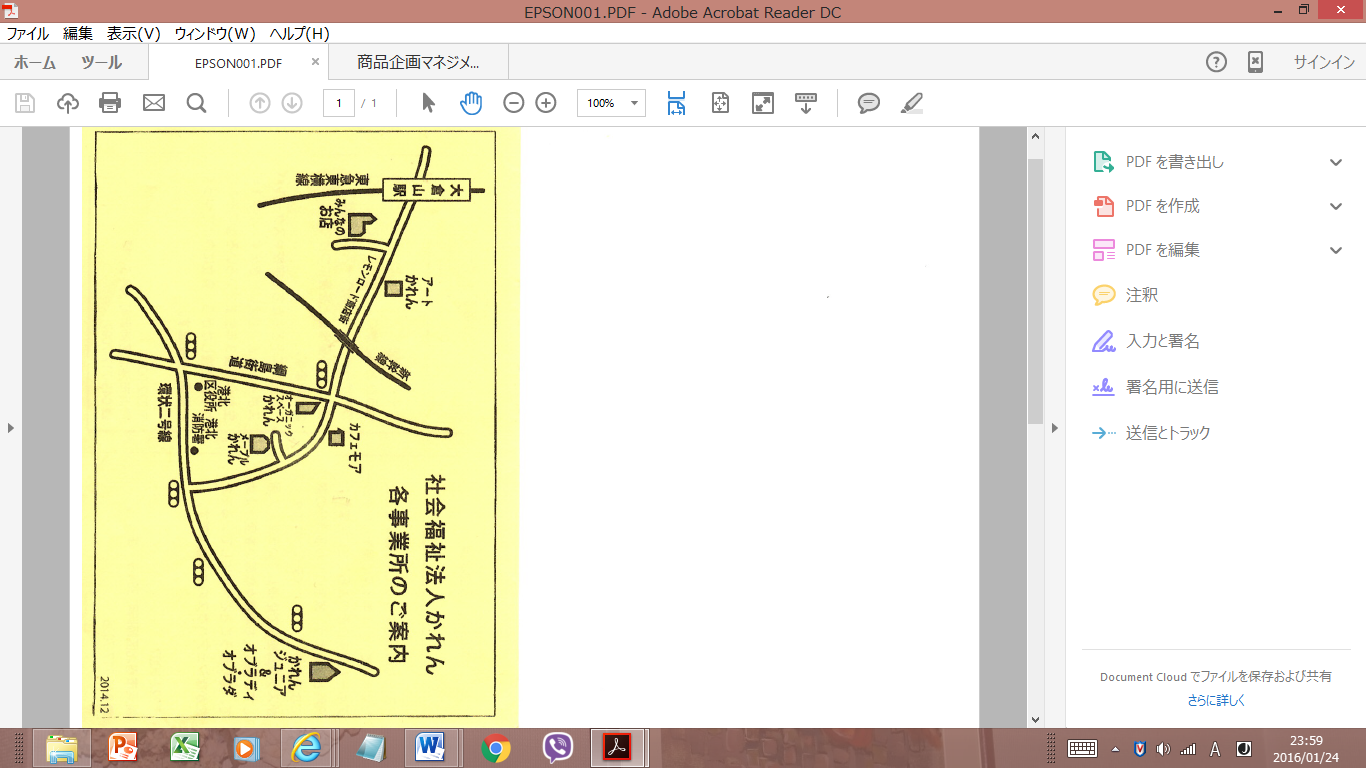 EPSON001.PDF - Adobe Acrobat Reader DC
ファイル 編集 表示(V) ウィンドウ(W) ヘルプ(H)
ホーム ツール EPSON001.PDF × 商品企画マネジメ... サインイン
1 / 1 100%
社会福祉法人かれん
各事業所のご案内
大倉山駅
東急東横線
みんなの
お店
アート
かれん
レモンロード商店街
新幹線
綱島街道
港北
区役所
港北
消防署
環状二号線
オーガニック
スペース
かれん
メープル
かれん
カフェモア
かれん
ジュニア
&
オブラディ
オブ・ラダ
2014.12
PDF を書き出し
PDF を作成
PDF を編集
注釈
入力と署名
署名用に送信
送信とトラック
Document Cloud でファイルを保存および共有
さらに詳しく
A
23:59
2016/01/24